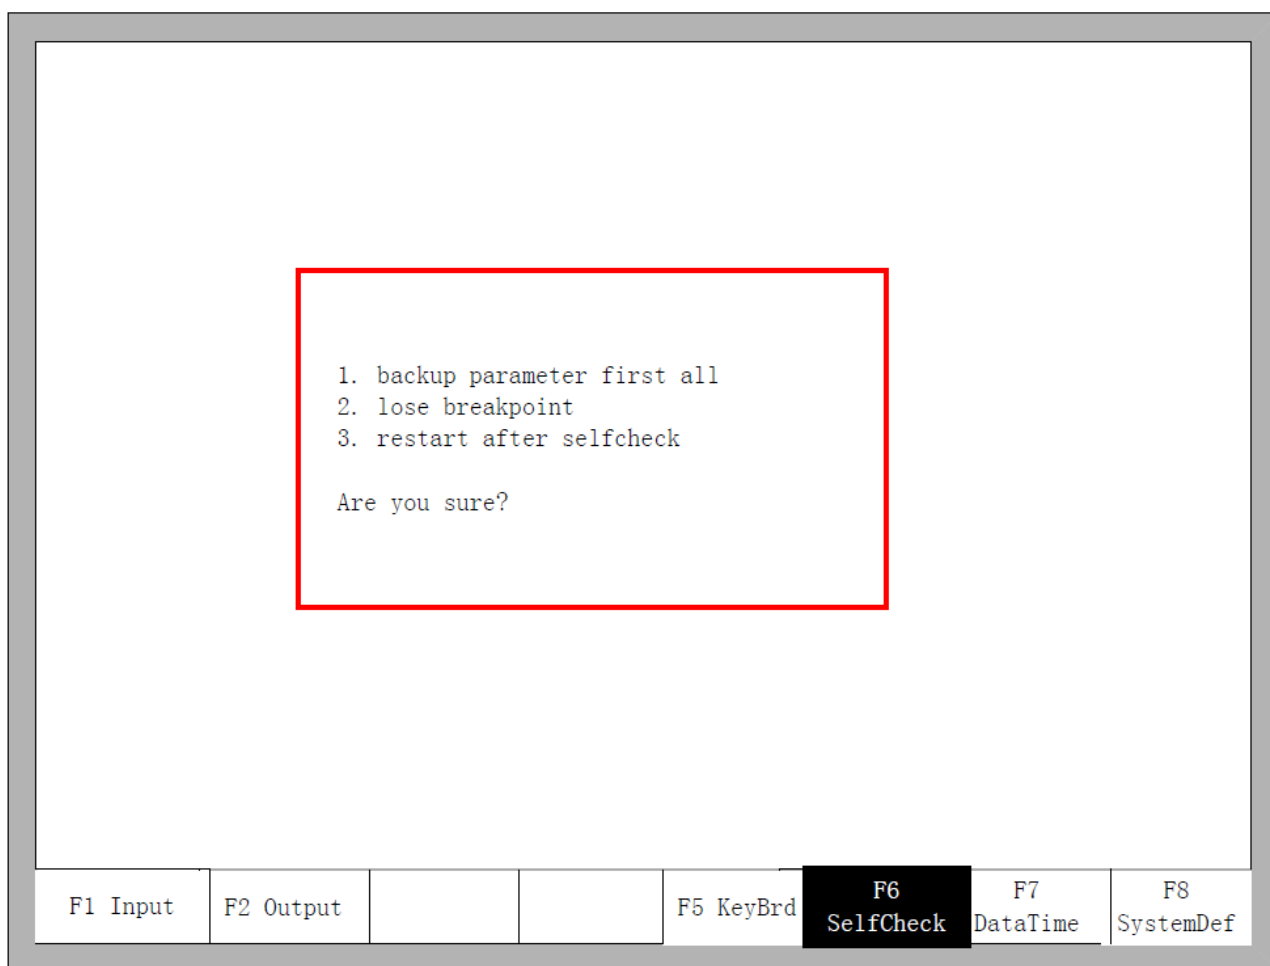 1. backup parameter first all
2. lose breakpoint
3. restart after selfcheck
Are you sure?
F1 Input
F2 Output
F5 KeyBrd
F6
SelfCheck
F7
DataTime
F8
SystemDef